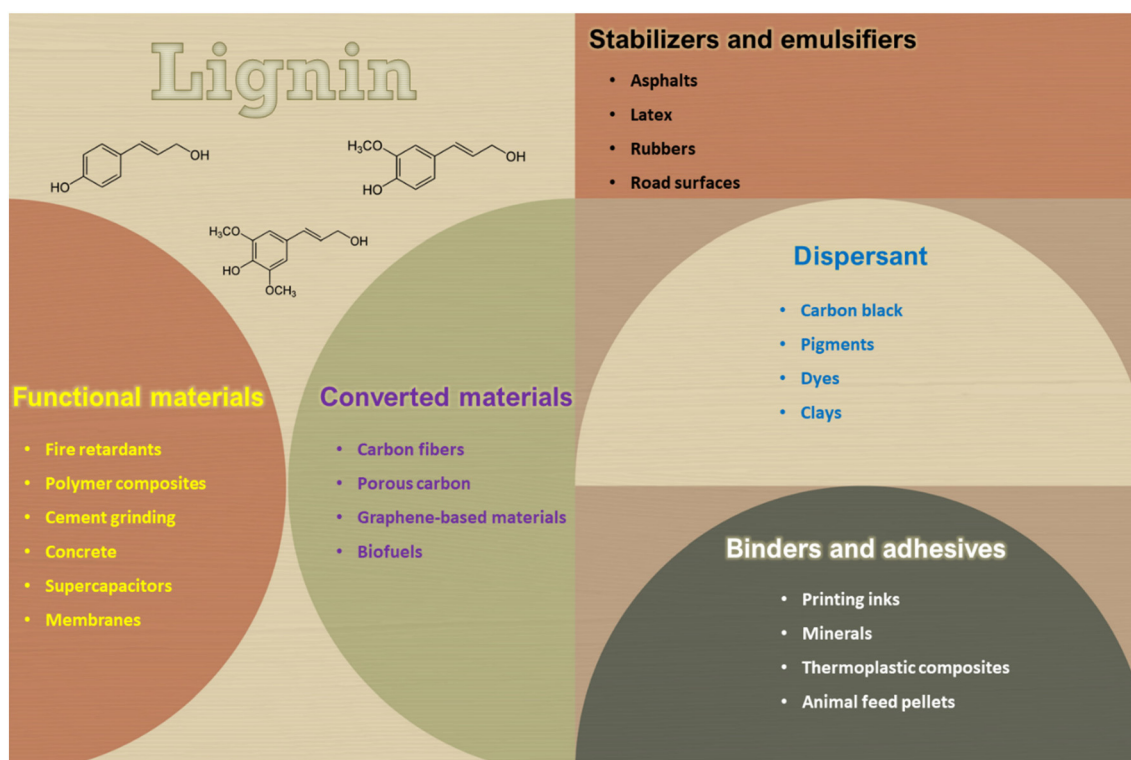 Lignin
HO
OH
H₃CO
HO
OH
H₃CO
HO
OCH₃
OH
Stabilizers and emulsifiers
• Asphalts
• Latex
• Rubbers
• Road surfaces
Dispersant
• Carbon black
• Pigments
• Dyes
• Clays
Functional materials
• Fire retardants
• Polymer composites
• Cement grinding
• Concrete
• Supercapacitors
• Membranes
Converted materials
• Carbon fibers
• Porous carbon
• Graphene-based materials
• Biofuels
Binders and adhesives
• Printing inks
• Minerals
• Thermoplastic composites
• Animal feed pellets